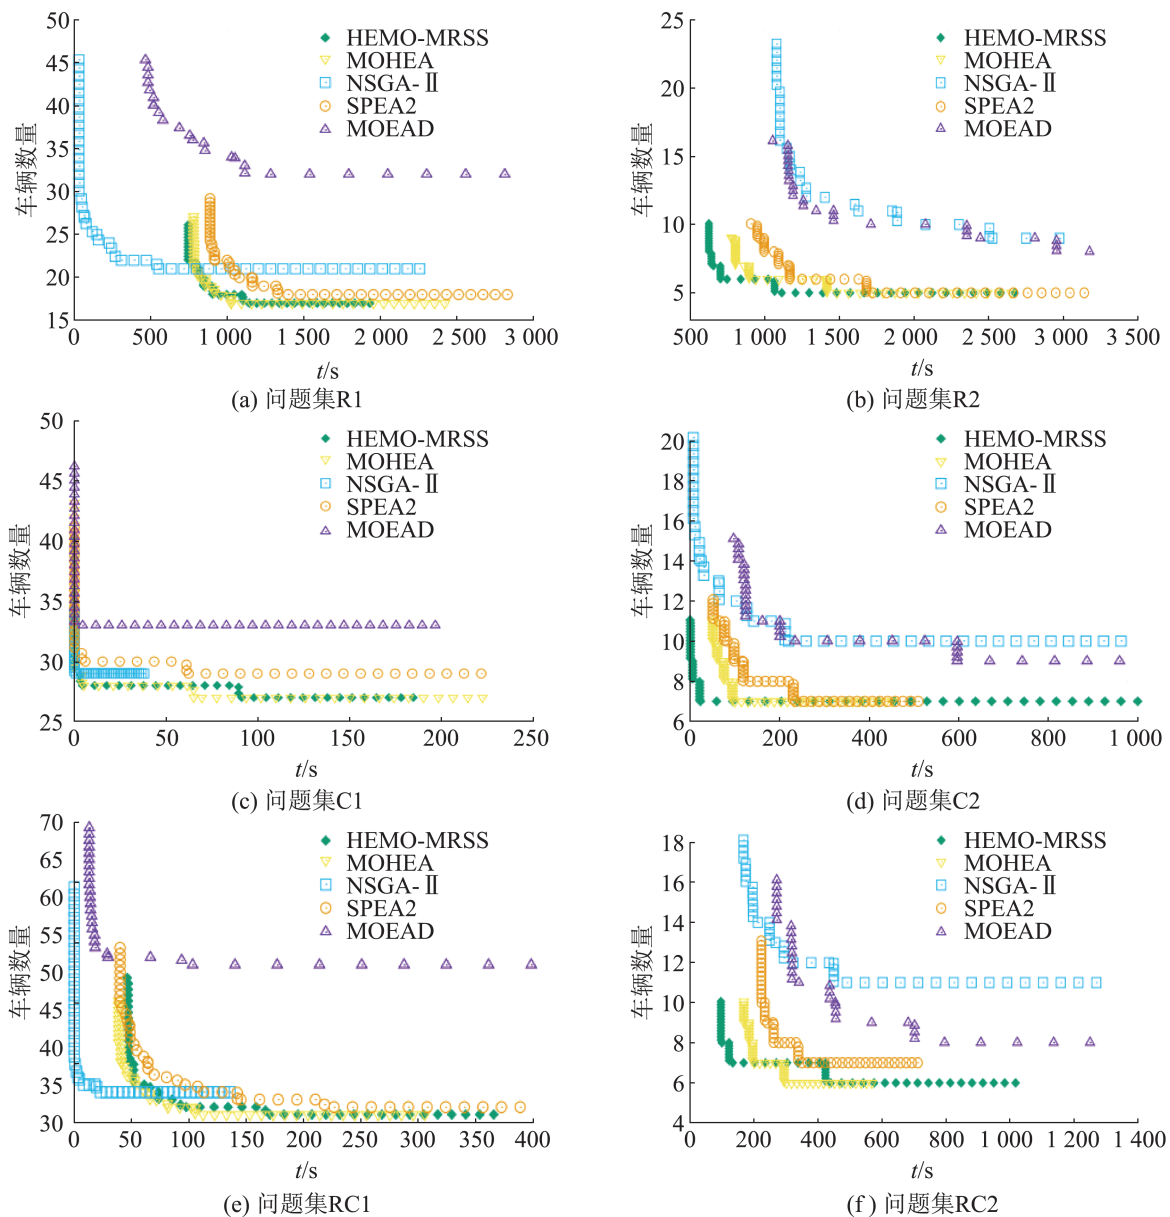 50
45
40
35
30
25
20
15
车辆数量
HEMO-MRSS
MOHEA
NSGA-Ⅱ
SPEA2
MOEAD
0
500
1 000
1 500
2 000
2 500
3 000
t/s
(a) 问题集R1
25
20
15
10
5
车辆数量
HEMO-MRSS
MOHEA
NSGA-Ⅱ
SPEA2
MOEAD
500
1 000
1 500
2 000
2 500
3 000
3 500
t/s
(b) 问题集R2
50
45
40
35
30
25
车辆数量
HEMO-MRSS
MOHEA
NSGA-Ⅱ
SPEA2
MOEAD
0
50
100
150
200
250
t/s
(c) 问题集C1
20
18
16
14
12
10
8
6
车辆数量
HEMO-MRSS
MOHEA
NSGA-Ⅱ
SPEA2
MOEAD
0
200
400
600
800
1 000
t/s
(d) 问题集C2
70
65
60
55
50
45
40
35
30
车辆数量
HEMO-MRSS
MOHEA
NSGA-Ⅱ
SPEA2
MOEAD
0
50
100
150
200
250
300
350
400
t/s
(e) 问题集RC1
18
16
14
12
10
8
6
4
车辆数量
HEMO-MRSS
MOHEA
NSGA-Ⅱ
SPEA2
MOEAD
0
200
400
600
800
1 000
1 200
1 400
t/s
(f) 问题集RC2